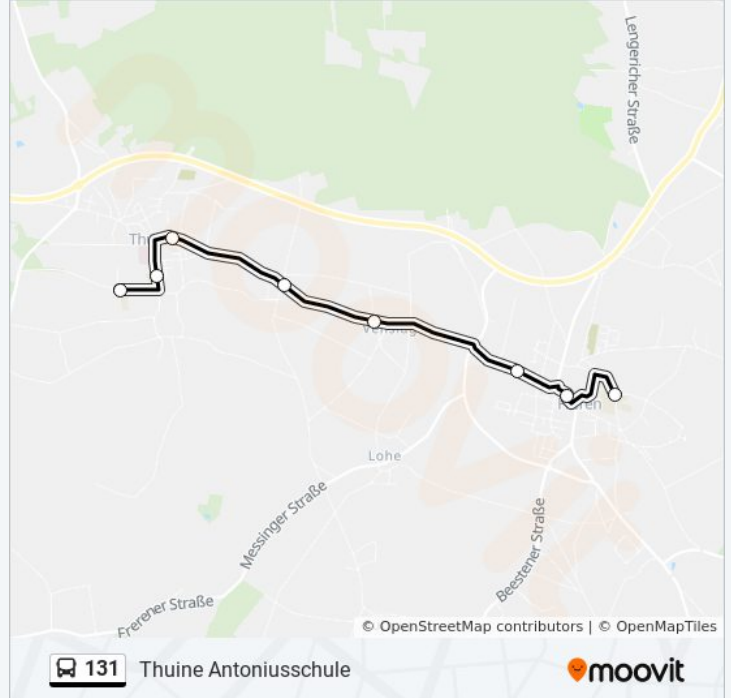 Lengericher Straße
Lohe
Messinger Straße
Beestener Straße
Frerener Straße
© OpenStreetMap contributors | © OpenMapTiles
131 Thuine Antoniusschule
moovit